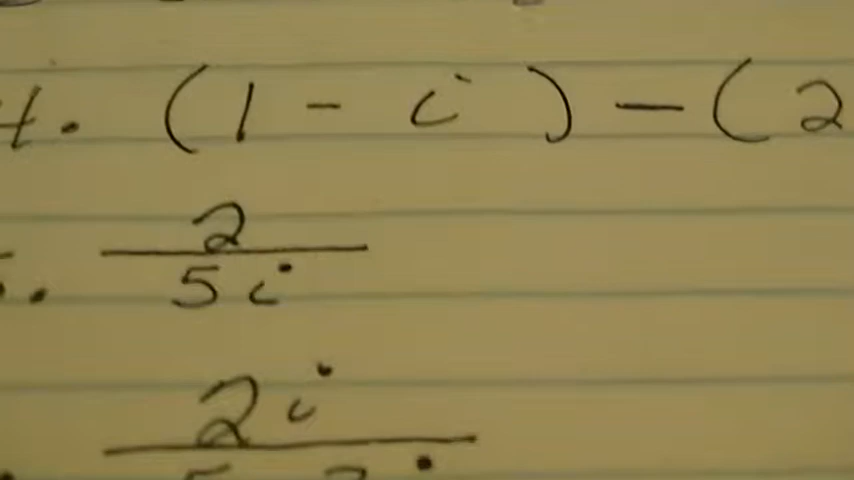 4. (1 - i) - (2
5. 2
5i
2i